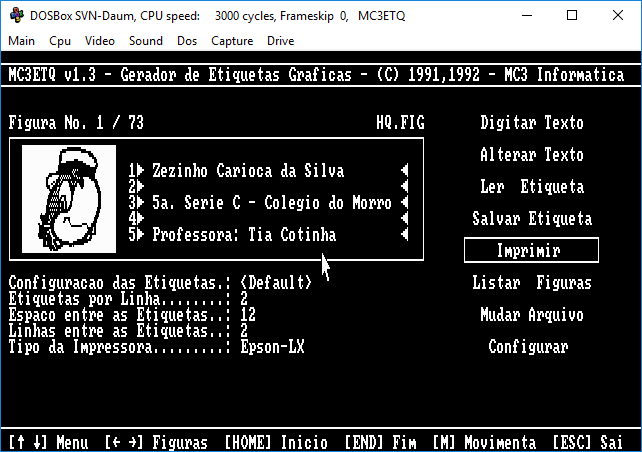 DOSBox SVN-Daum, CPU speed: 3000 cycles, Frameskip 0, MC3ETQ
Main Cpu Video Sound Dos Capture Drive
MC3ETQ v1.3 - Gerador de Etiquetas Graficas - (C) 1991,1992 - MC3 Informatica
Figura No. 1 / 73 HQ.FIG
1 Zezinho Carioca da Silva
2
3 5a. Serie C - Colegio do Morro
4
5 Professora: Tia Cotinha
Configuracao das Etiquetas.: <Default>
Etiquetas por Linha........: 2
Espaco entre as Etiquetas..: 12
Linhas entre as Etiquetas..: 2
Tipo da Impressora.........: Epson-LX
Digitar Texto
Alterar Texto
Ler Etiqueta
Salvar Etiqueta
Imprimir
Listar Figuras
Mudar Arquivo
Configurar
[↑ ↓] Menu [← →] Figuras [HOME] Inicio [END] Fim [M] Movimenta [ESC] Sai